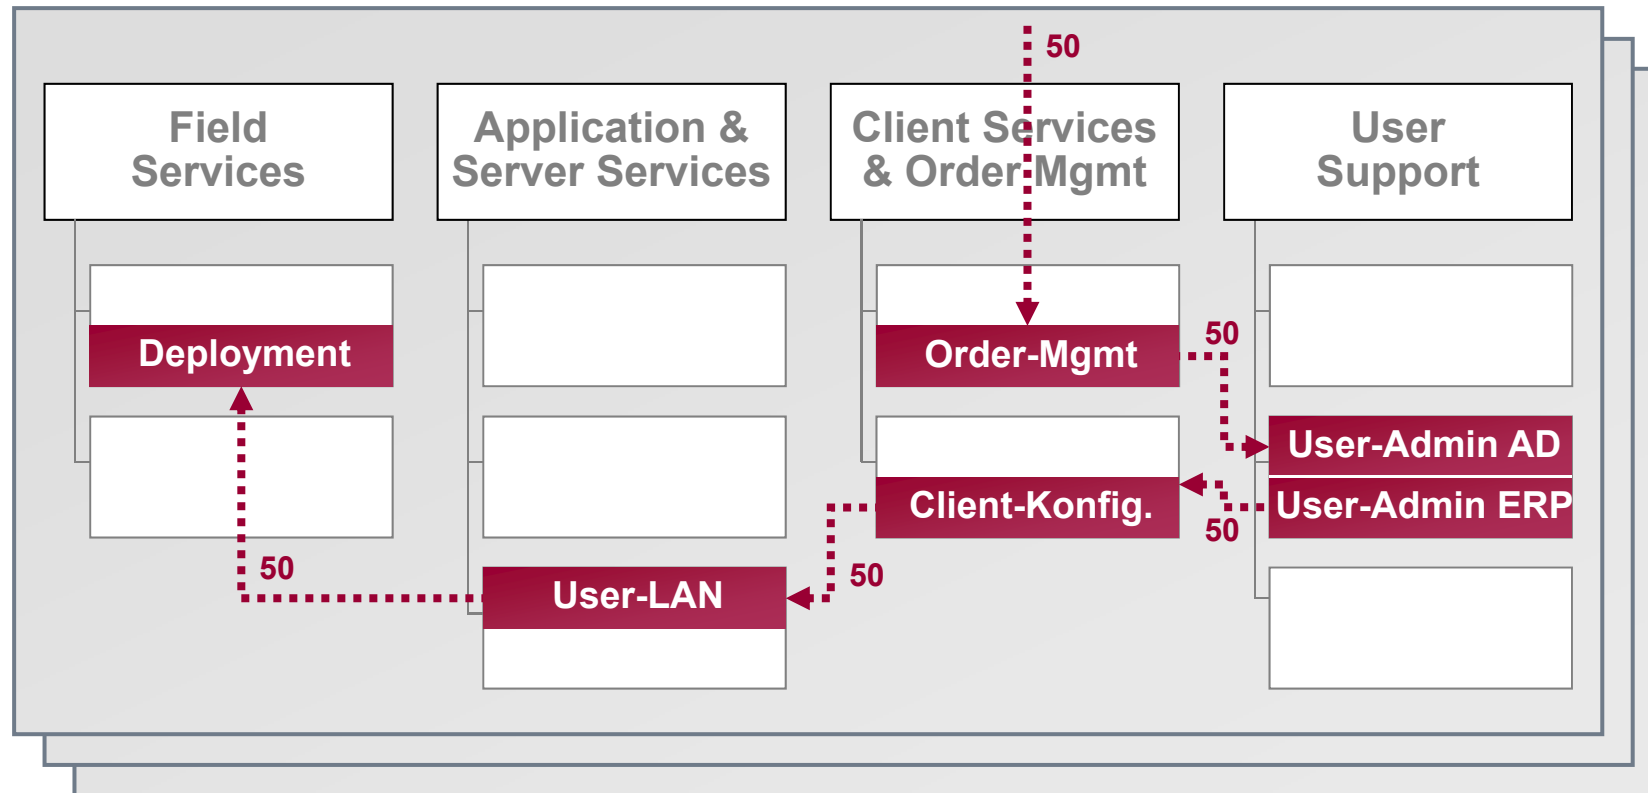 50
Field
Services
Application &
Server Services
Client Services
& Order Mgmt
User
Support
Deployment
Order-Mgmt
50
User-Admin AD
Client-Konfig.
User-Admin ERP
50
50
50
User-LAN